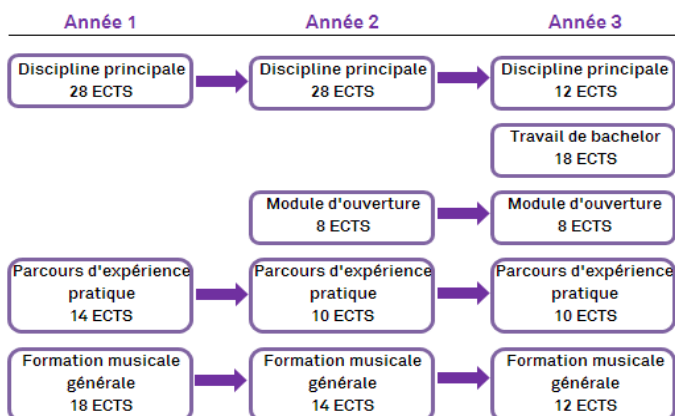 Année 1
Année 2
Année 3
Discipline principale
28 ECTS
Discipline principale
28 ECTS
Discipline principale
12 ECTS
Travail de bachelor
18 ECTS
Module d'ouverture
8 ECTS
Module d'ouverture
8 ECTS
Parcours d'expérience
pratique
14 ECTS
Parcours d'expérience
pratique
10 ECTS
Parcours d'expérience
pratique
10 ECTS
Formation musicale
générale
18 ECTS
Formation musicale
générale
14 ECTS
Formation musicale
générale
12 ECTS